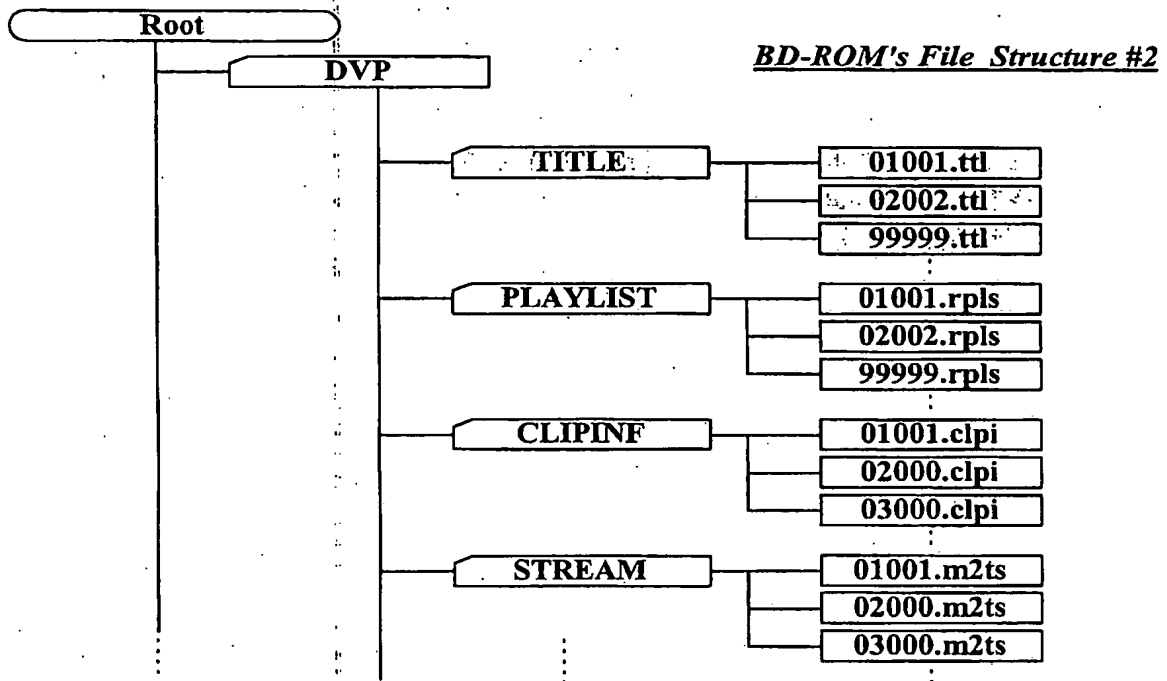 Root
BD-ROM's File Structure #2
DVP
TITLE
01001.ttl
02002.ttl
99999.ttl
PLAYLIST
01001.rpls
02002.rpls
99999.rpls
CLIPINF
01001.clpi
02000.clpi
03000.clpi
STREAM
01001.m2ts
02000.m2ts
03000.m2ts